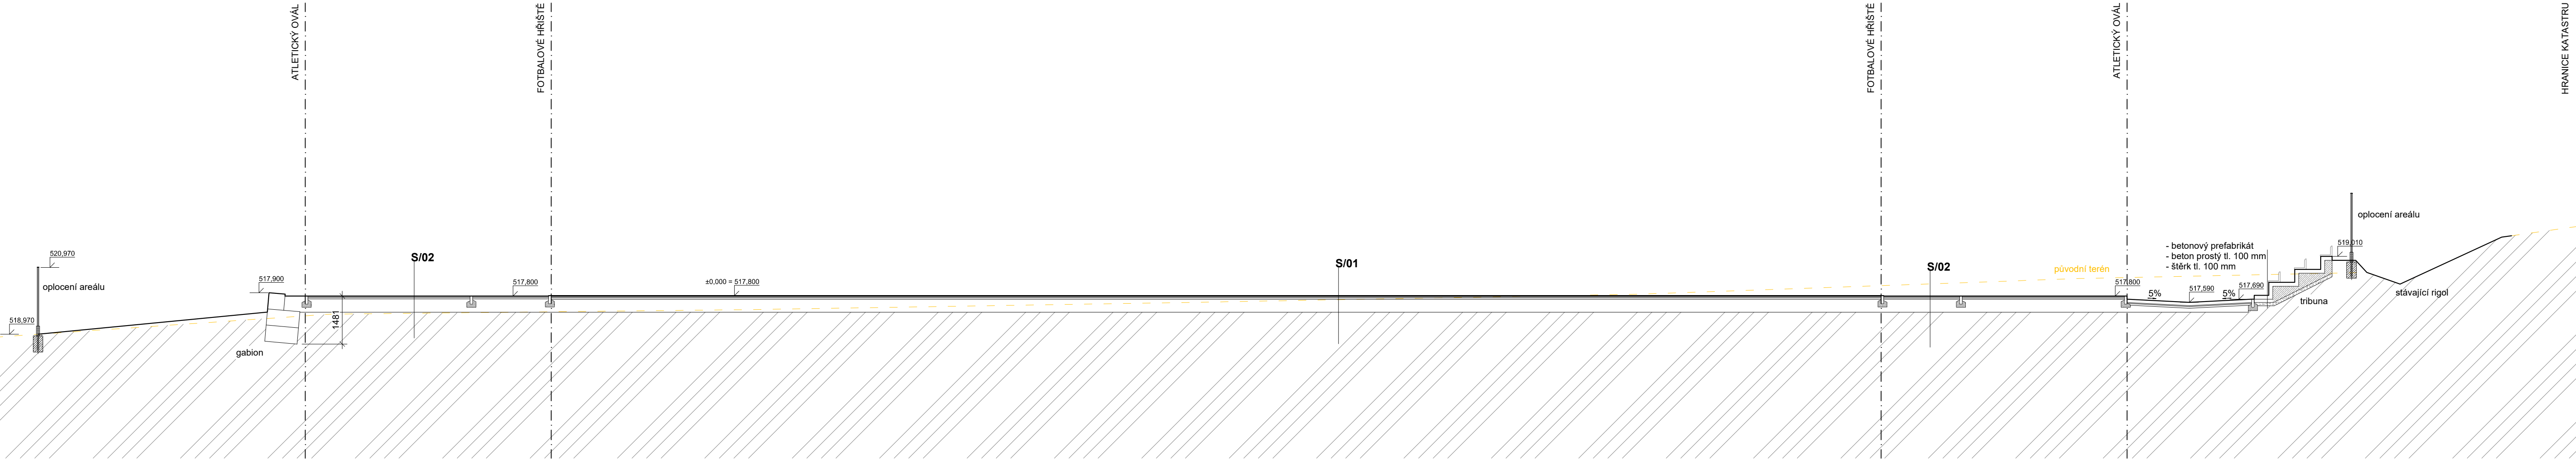 ATLETICKÝ OVÁL
FOTBALOVÉ HŘIŠTĚ
FOTBALOVÉ HŘIŠTĚ
ATLETICKÝ OVÁL
HRANICE KATASTRU
520,970
oplocení areálu
518,970
517,900
gabion
1481
S/02
517,800
±0,000 = 517,800
S/01
S/02
původní terén
517,800
5%
517,590
5%
517,690
- betonový prefabrikát
- beton prostý tl. 100 mm
- štěrk tl. 100 mm
tribuna
519,010
oplocení areálu
stávající rigol